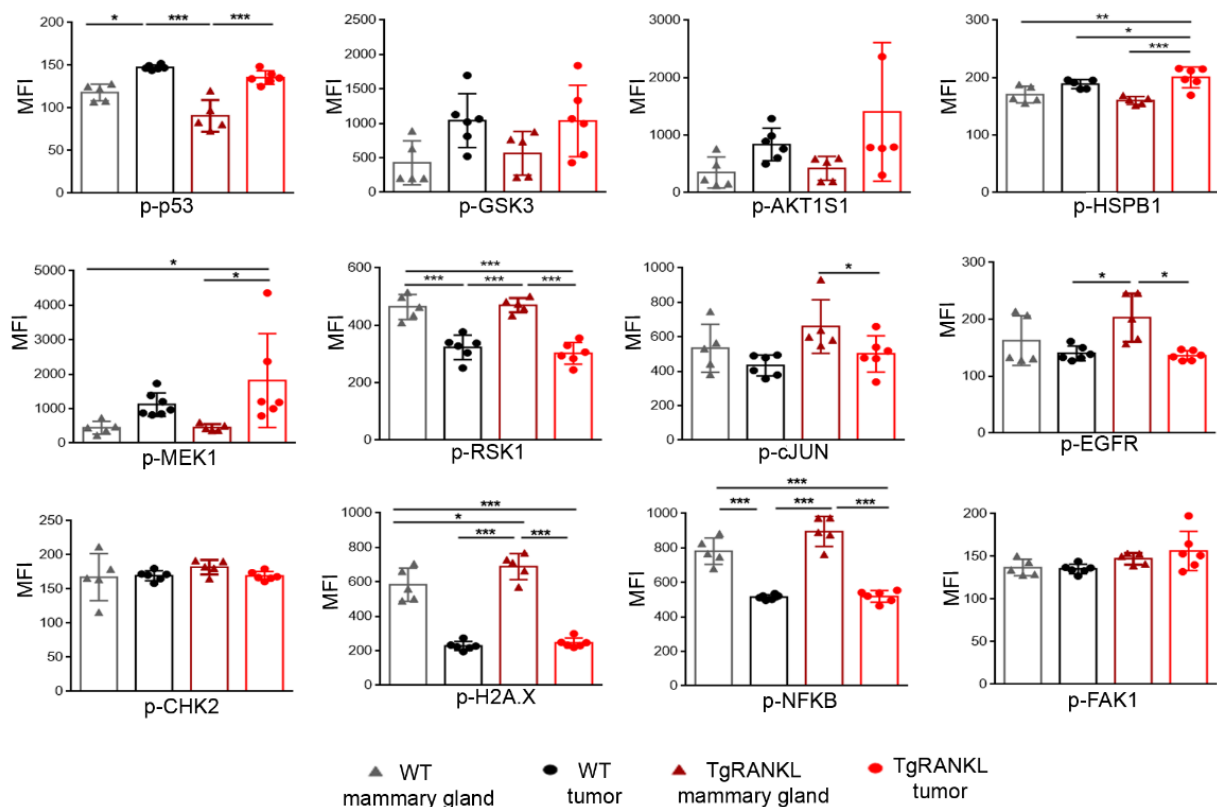 200
150
100
50
0
MFI
* *** ***
p-p53
2500
2000
1500
1000
500
0
MFI
p-GSK3
3000
2000
1000
0
MFI
p-AKT1S1
300
200
100
0
MFI
**
*
***
p-HSPB1
5000
4000
3000
2000
1000
0
MFI
*
*
p-MEK1
600
400
200
0
MFI
***
*** *** ***
p-RSK1
1000
800
600
400
200
0
MFI
*
p-cJUN
300
200
100
0
MFI
* *
p-EGFR
250
200
150
100
50
0
MFI
p-CHK2
1000
800
600
400
200
0
MFI
***
*
*** ***
p-H2A.X
1000
800
600
400
200
0
MFI
***
*** *** ***
p-NFKB
250
200
150
100
50
0
MFI
p-FAK1
WT
mammary gland
WT
tumor
TgRANKL
mammary gland
TgRANKL
tumor